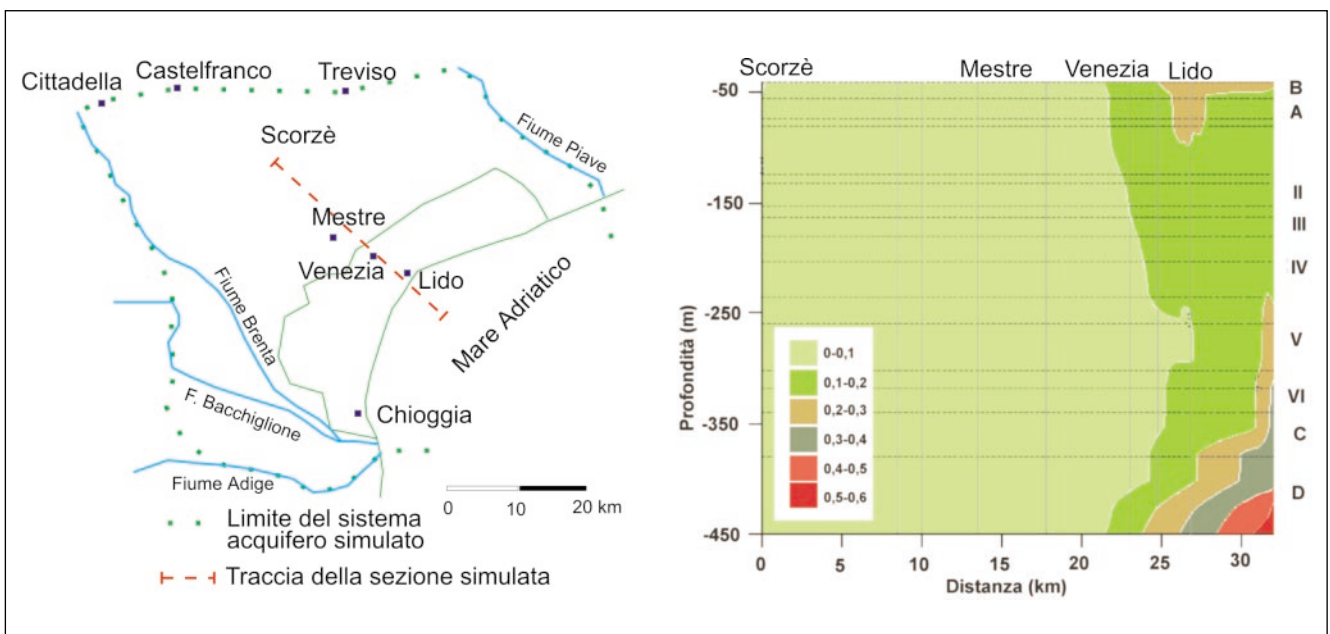 Cittadella
Castelfranco
Treviso
Scorzè
Fiume Piave
Mestre
Venezia
Lido
Fiume Brenta
Mare Adriatico
F. Bacchiglione
Chioggia
Fiume Adige
0 10 20 km
Limite del sistema
acquifero simulato
Traccia della sezione simulata
Scorzè Mestre Venezia Lido
-50
-150
-250
-350
-450
Profondità (m)
B
A
II
III
IV
V
VI
C
D
0-0,1
0,1-0,2
0,2-0,3
0,3-0,4
0,4-0,5
0,5-0,6
0 5 10 15 20 25 30
Distanza (km)